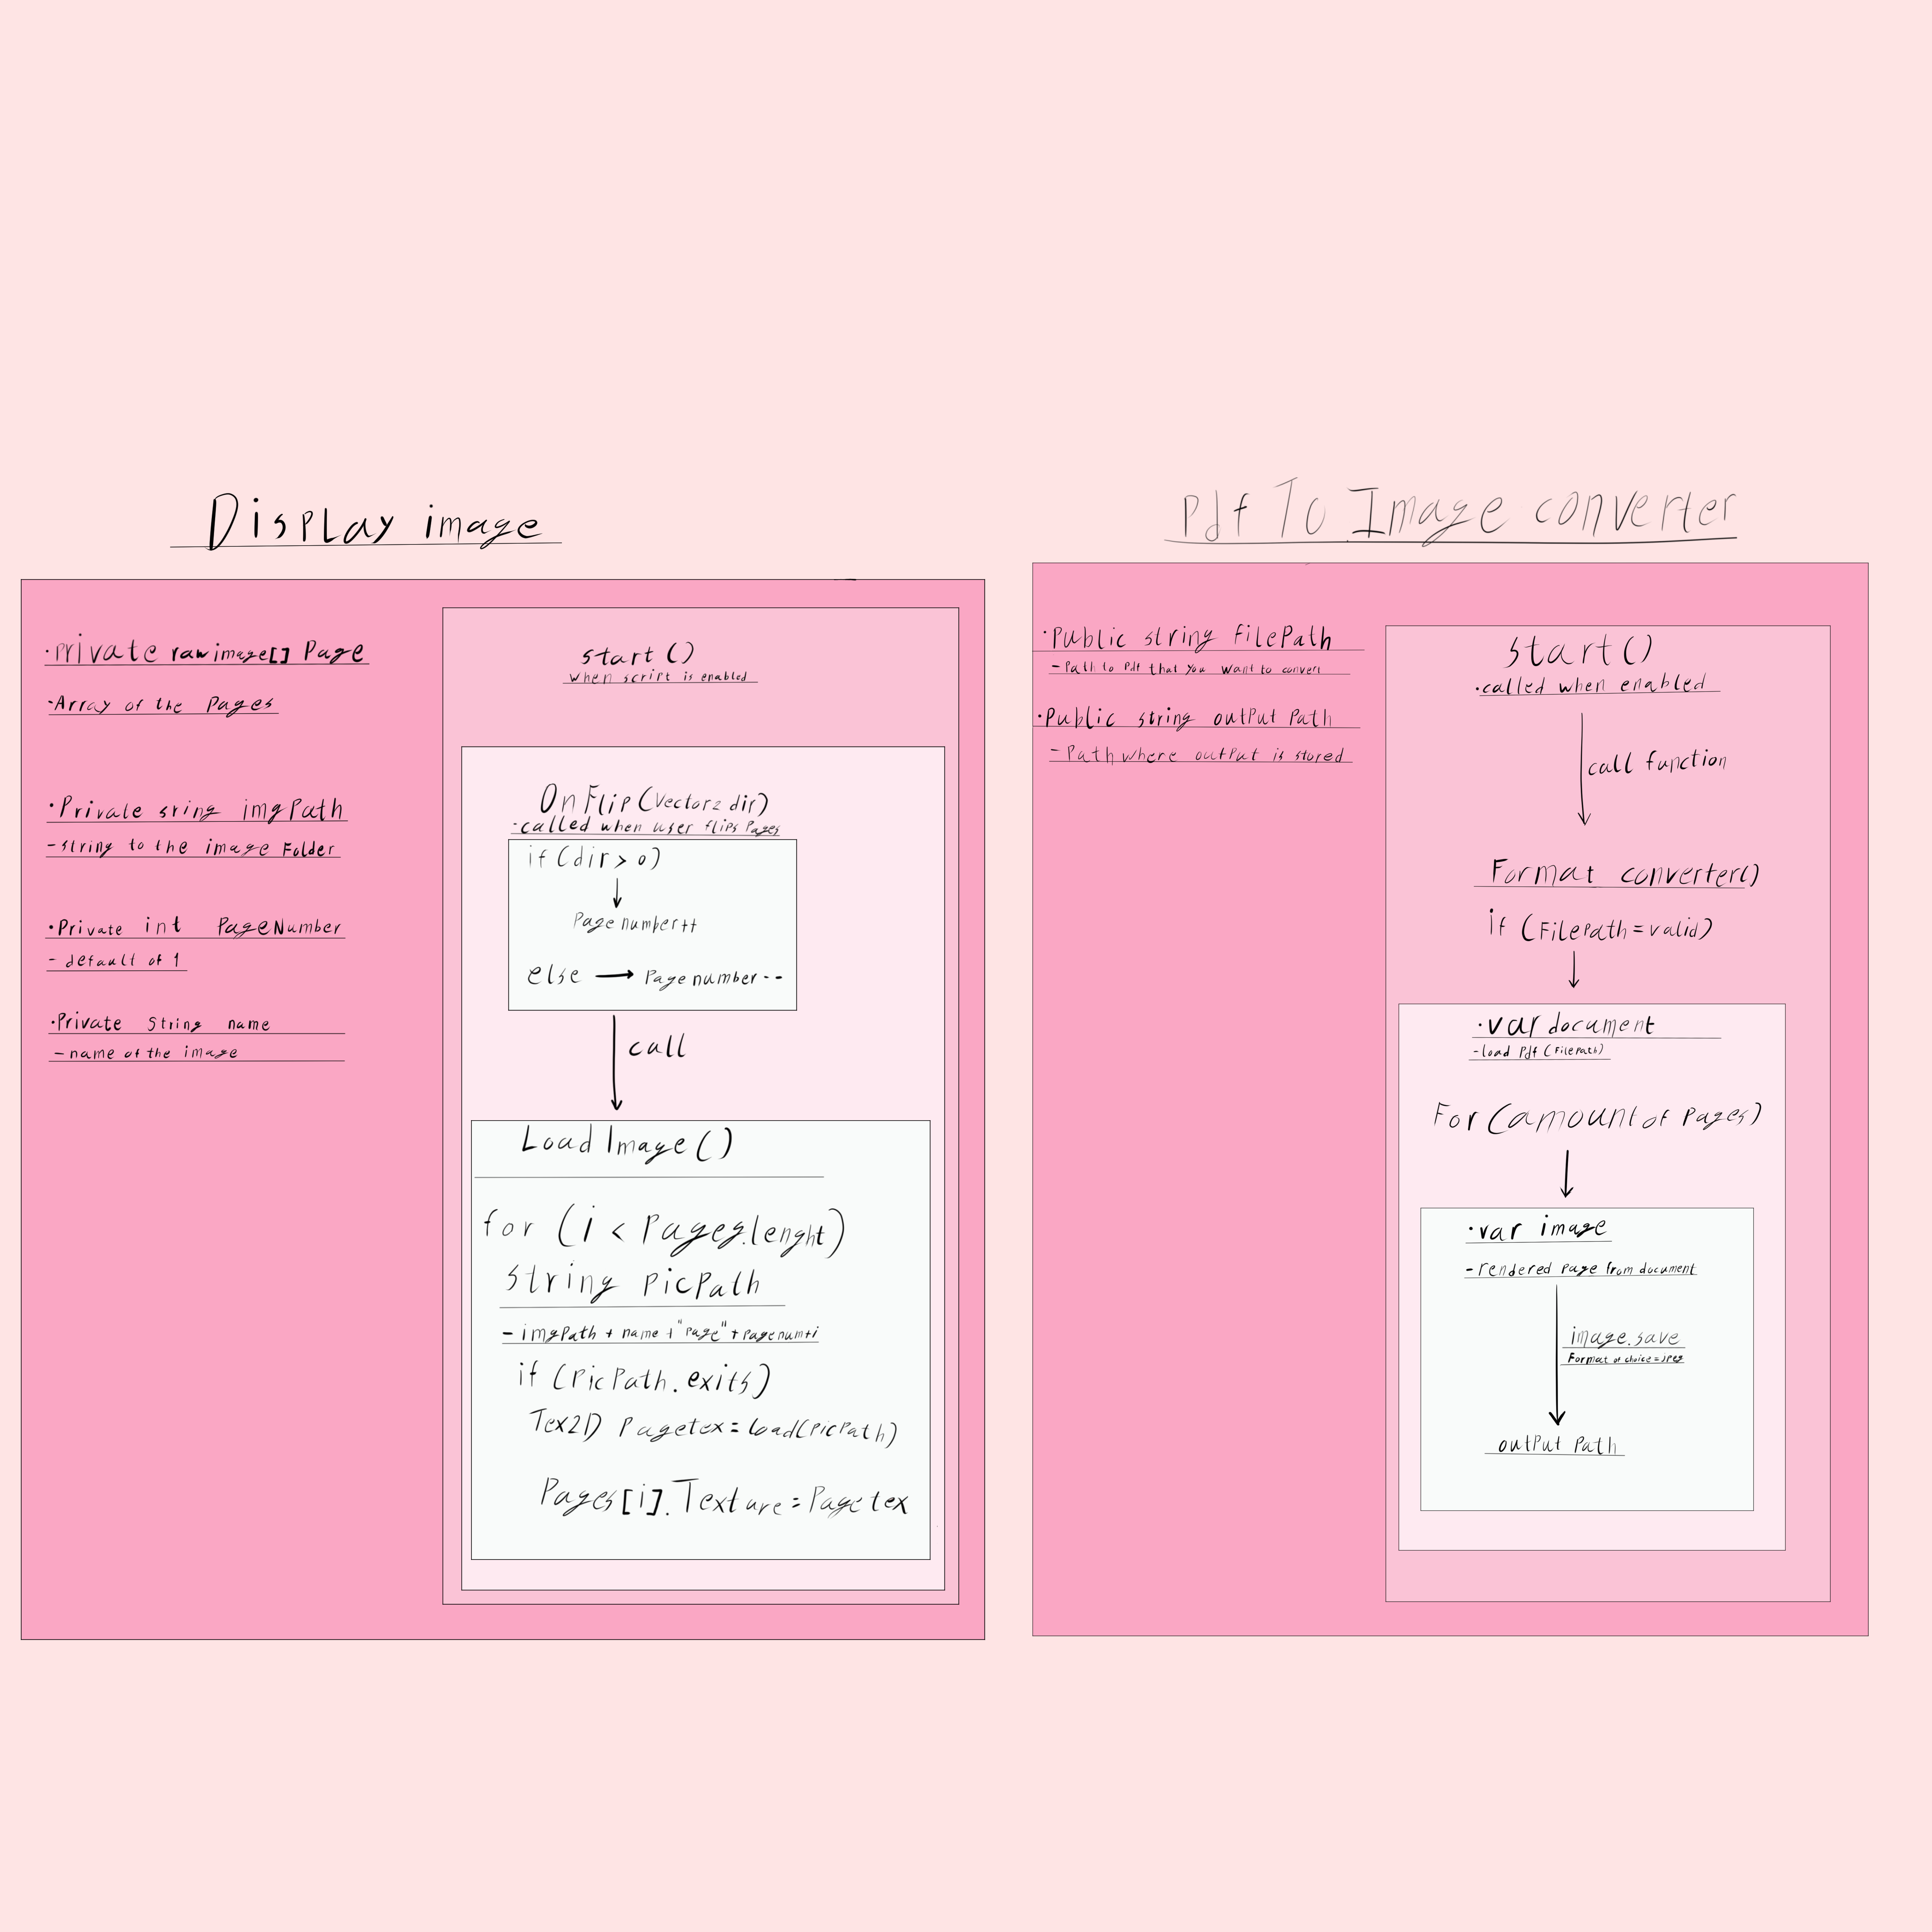 Display image
·private rawimage[] Page
·Array of the Pages
·Private sring imgPath
-string to the image Folder
·Private int PageNumber
- default of 1
·Private String name
- name of the image
start()
When script is enabled
OnFlip(Vector2 dir)
-called when user flips Pages
if(dir > 0)
Page number++
else
Page number--
call
Load Image()
for (i < Pages.lenght)
string PicPath
- imgPath + name +"Page" + Pagenum+i
if (PicPath.exits)
Tex2D Pagetex = load(PicPath)
Pages[i].Texture = Pagetex
Pdf To Image converter
·Public string FilePath
- Path to Pdf that you want to convert
·Public string outPut Path
- Path where outPut is stored
start()
·called when enabled
call function
Format converter()
if (FilePath = valid)
·var document
-load Pdf (FilePath)
For (amount of Pages)
·var image
-rendered Page from document
image.save
Format of choice = JPeg
outPut Path